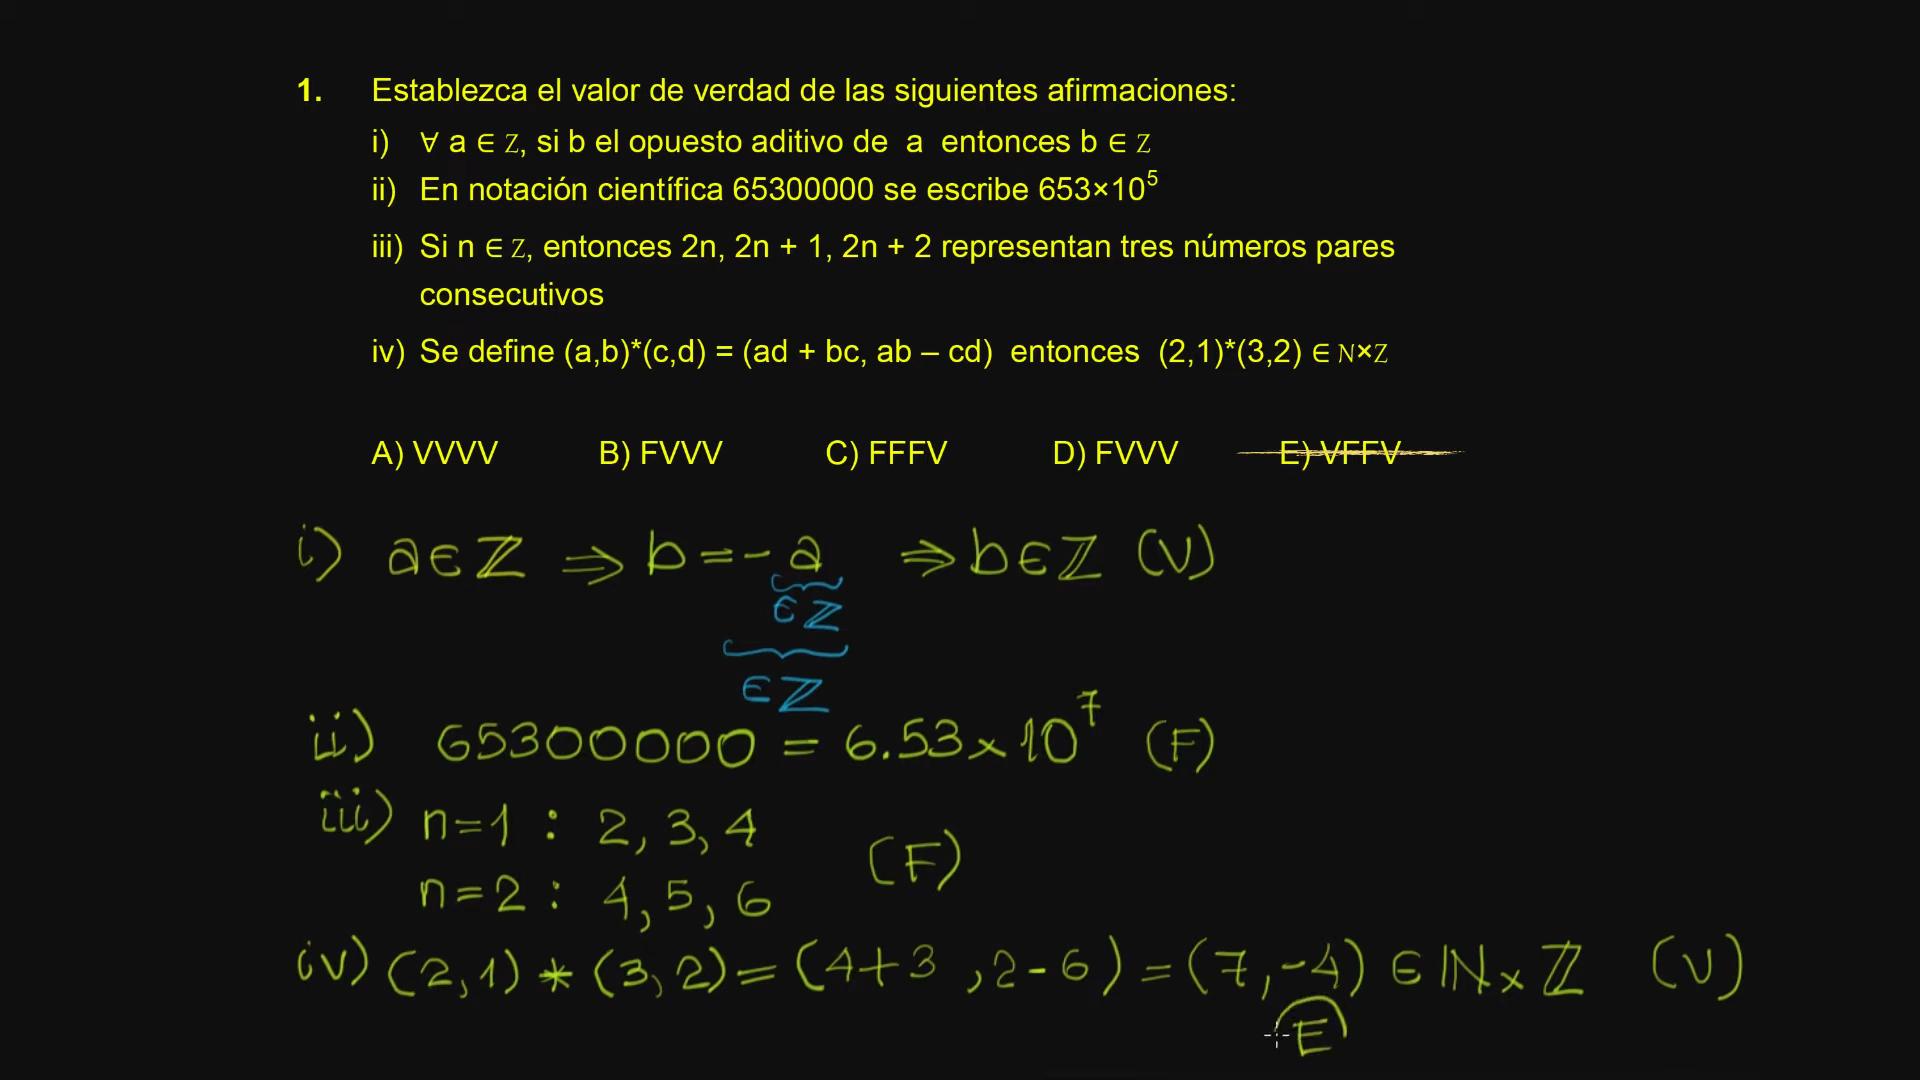 1. Establezca el valor de verdad de las siguientes afirmaciones:
i) ∀ a ∈ Z, si b el opuesto aditivo de a entonces b ∈ Z
ii) En notación científica 65300000 se escribe 653×10⁵
iii) Si n ∈ Z, entonces 2n, 2n + 1, 2n + 2 representan tres números pares
consecutivos
iv) Se define (a,b)*(c,d) = (ad + bc, ab – cd) entonces (2,1)*(3,2) ∈ N×Z
A) VVVV B) FVVV C) FFFV D) FVVV E) VFFV
i) a∈Z ⇒ b=-a ⇒ b∈Z (V)
∈Z
∈Z
ii) 65300000 = 6.53×10⁷ (F)
iii) n=1 : 2, 3, 4
(F)
n=2 : 4, 5, 6
iv) (2,1) * (3,2) = (4+3 , 2-6) = (7,-4) ∈ N×Z (V)
E